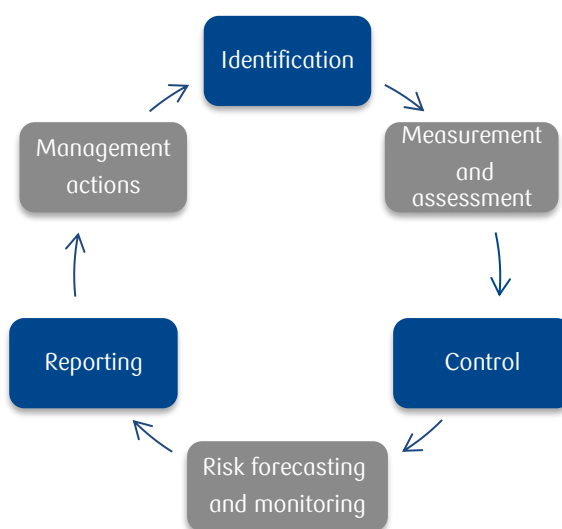 Identification
Measurement
and
assessment
Control
Risk forecasting
and monitoring
Reporting
Management
actions